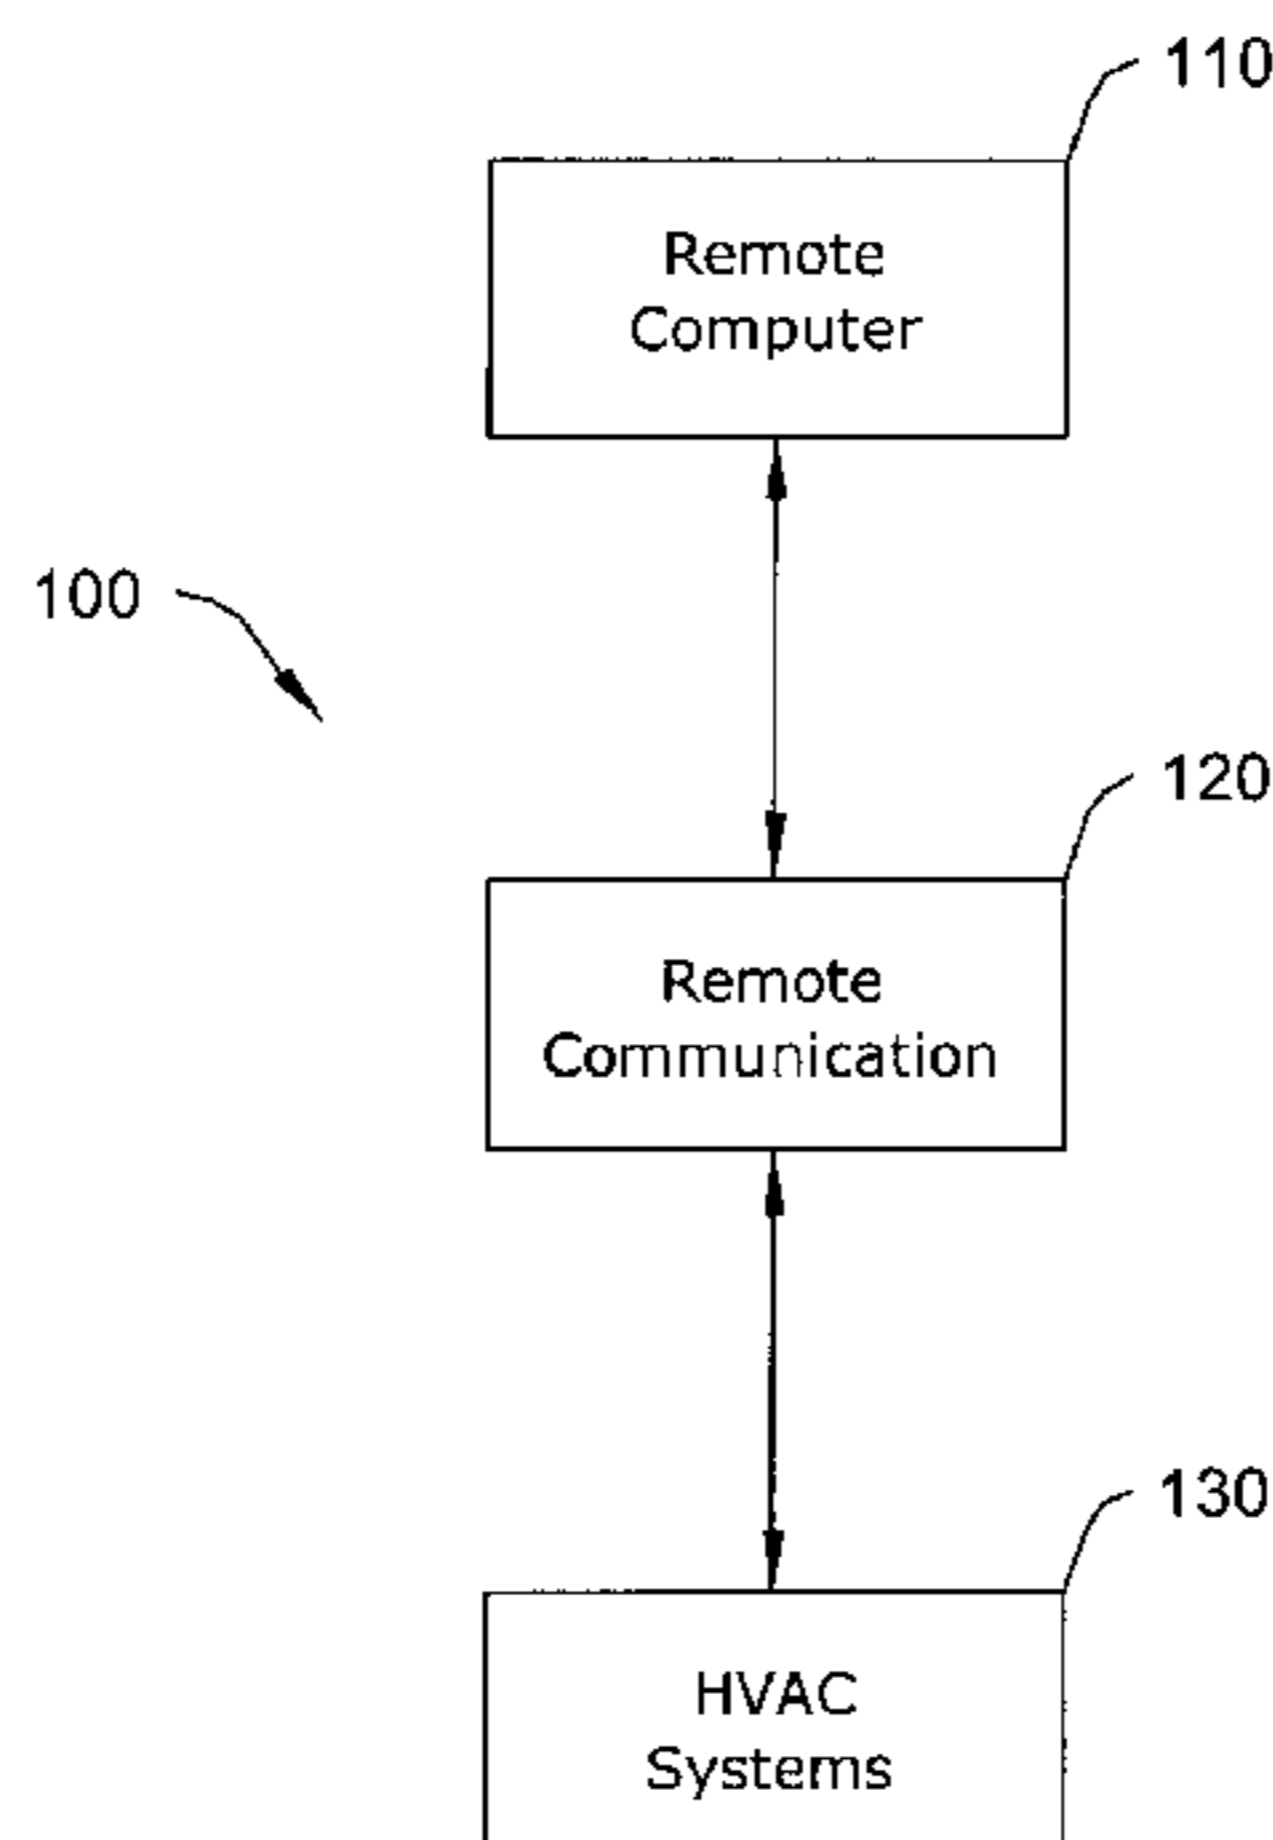 110
Remote
Computer
100
120
Remote
Communication
130
HVAC
Systems